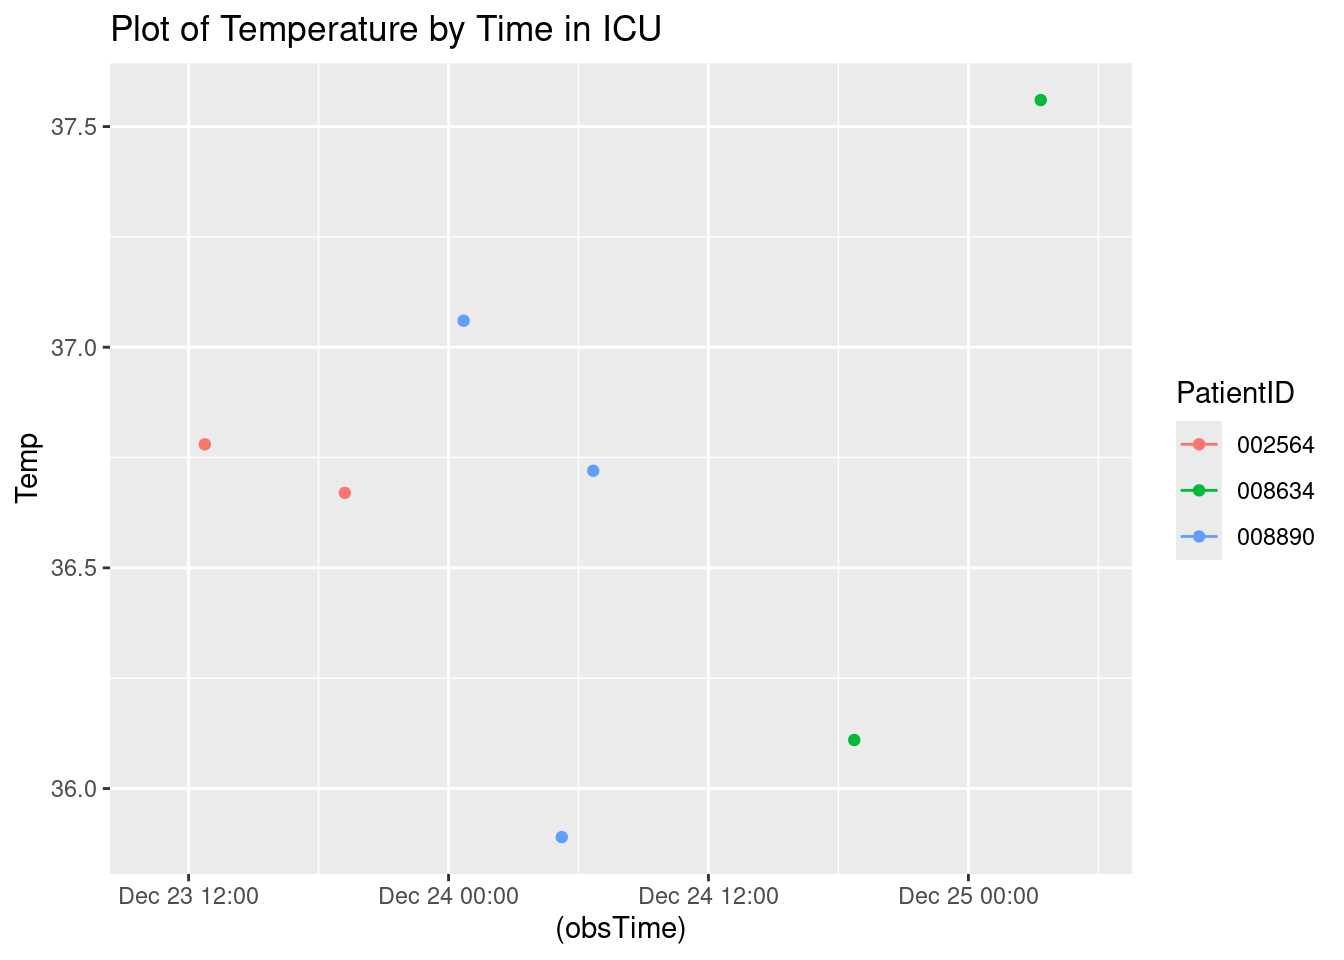 Plot of Temperature by Time in ICU
37.5
37.0
36.5
36.0
Temp
Dec 23 12:00
Dec 24 00:00
Dec 24 12:00
Dec 25 00:00
(obsTime)
PatientID
002564
008634
008890